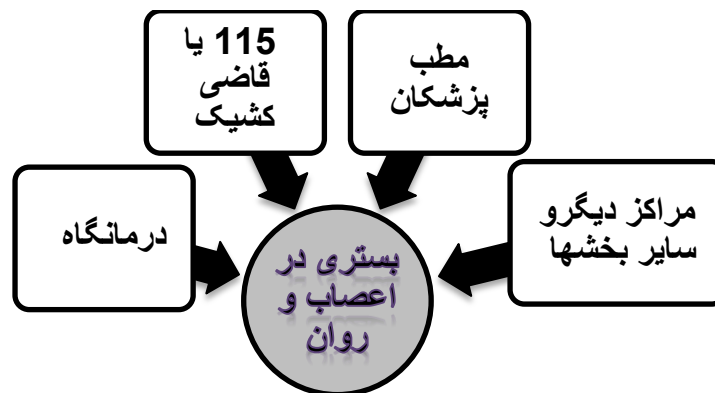 115 یا
قاضی
کشیک
مطب
پزشکان
درمانگاه
مراکز دیگرو
سایر بخشها
بستری در
اعصاب و
روان